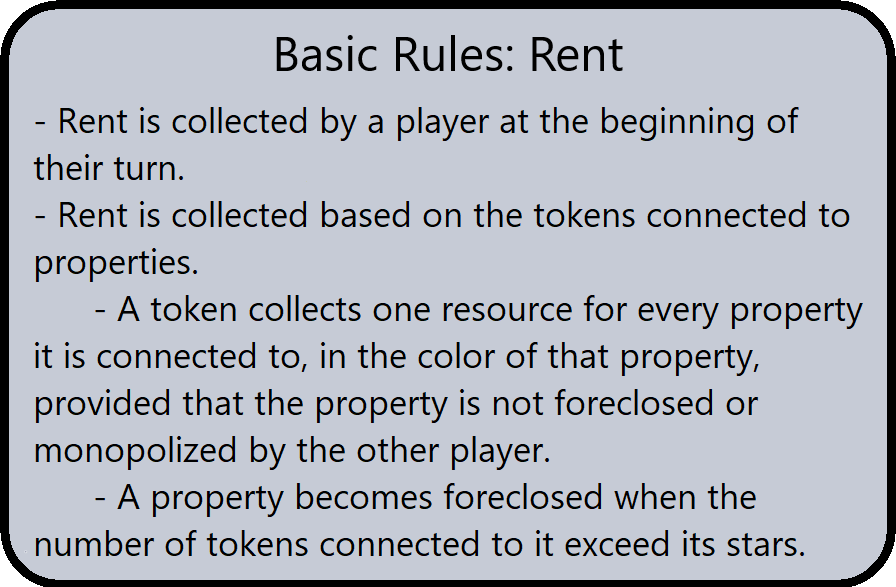 Basic Rules: Rent
- Rent is collected by a player at the beginning of
their turn.
- Rent is collected based on the tokens connected to
properties.
- A token collects one resource for every property
it is connected to, in the color of that property,
provided that the property is not foreclosed or
monopolized by the other player.
- A property becomes foreclosed when the
number of tokens connected to it exceed its stars.